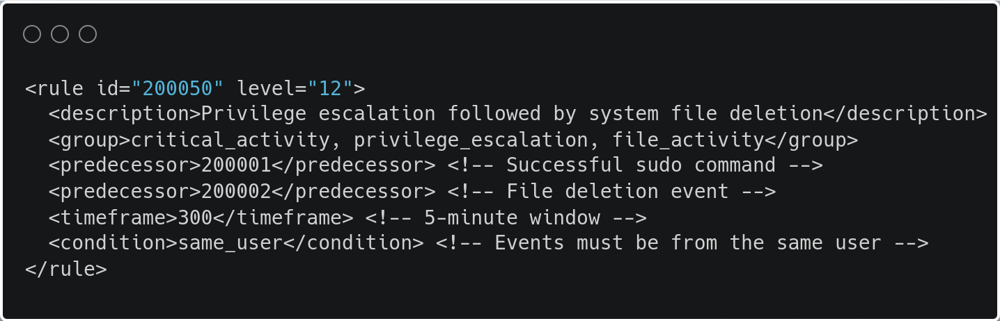 <rule id="200050" level="12">
  <description>Privilege escalation followed by system file deletion</description>
  <group>critical_activity, privilege_escalation, file_activity</group>
  <predecessor>200001</predecessor> <!-- Successful sudo command -->
  <predecessor>200002</predecessor> <!-- File deletion event -->
  <timeframe>300</timeframe> <!-- 5-minute window -->
  <condition>same_user</condition> <!-- Events must be from the same user -->
</rule>